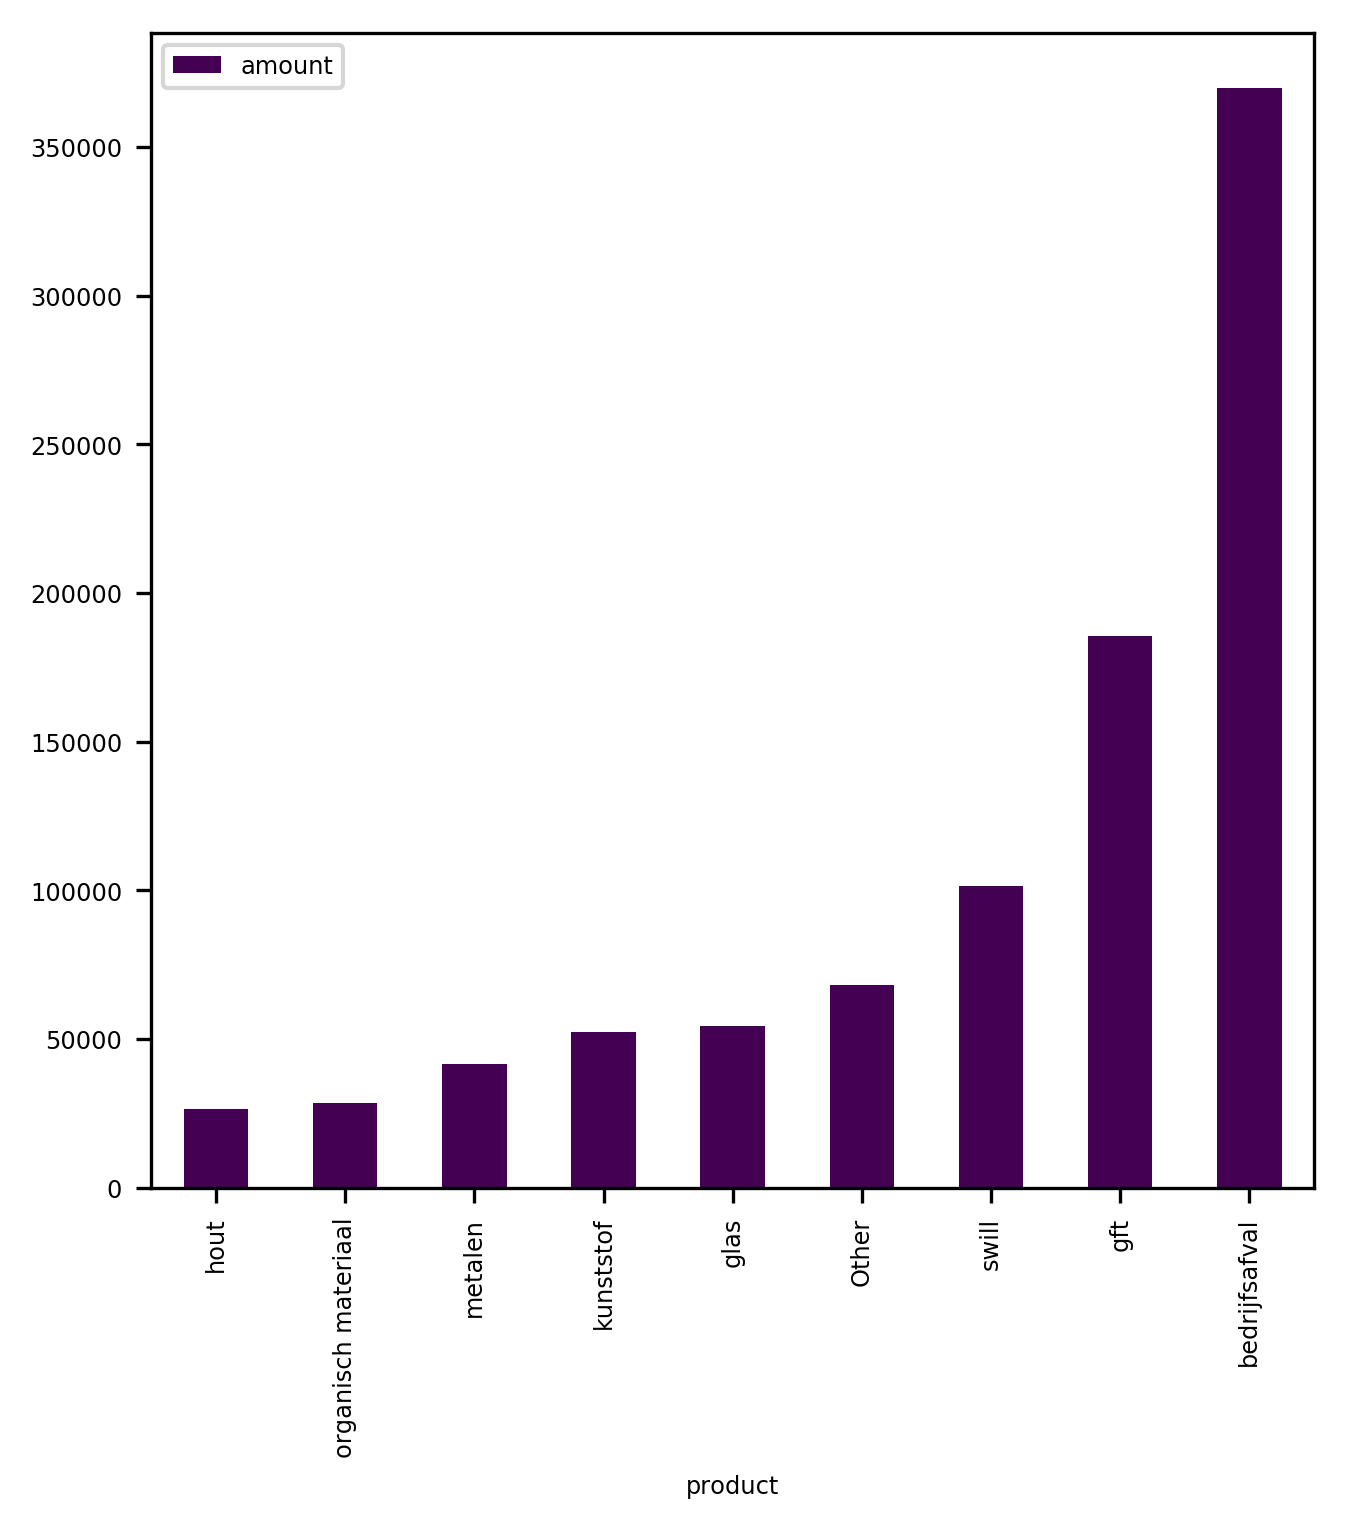 amount
350000
300000
250000
200000
150000
100000
50000
0
hout
organisch materiaal
metalen
kunststof
glas
Other
swill
gft
bedrijfsafval
product